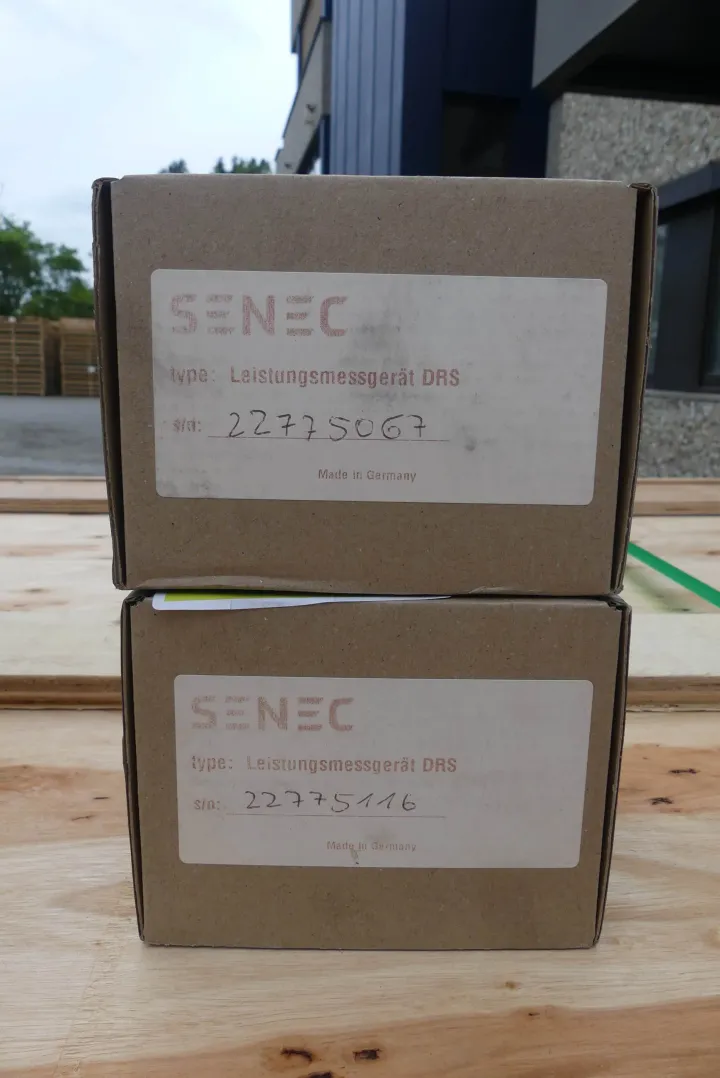 SENEC
type: Leistungsmessgerät DRS
s/n: 22775067
Made in Germany
SENEC
type: Leistungsmessgerät DRS
s/n: 22775116
Made in Germany